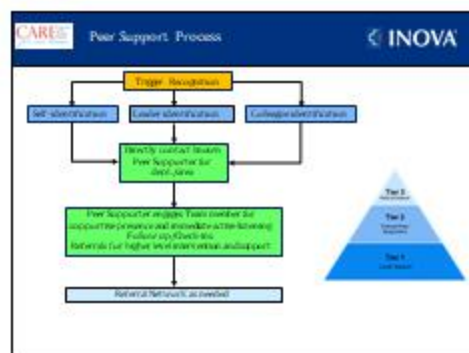 CARE
Peer Support Process
INOVA
Trigger Recognition
Self-identification
Leader identification
Colleague identification
Directly contact
Peer Supporter for
dept./area
Peer Supporter engages Team member for
supportive presence and immediate active listening
Follow up/Check-Ins
Referrals for higher level intervention and support
Referral Network as needed
Tier 3
Tier 2
Tier 1